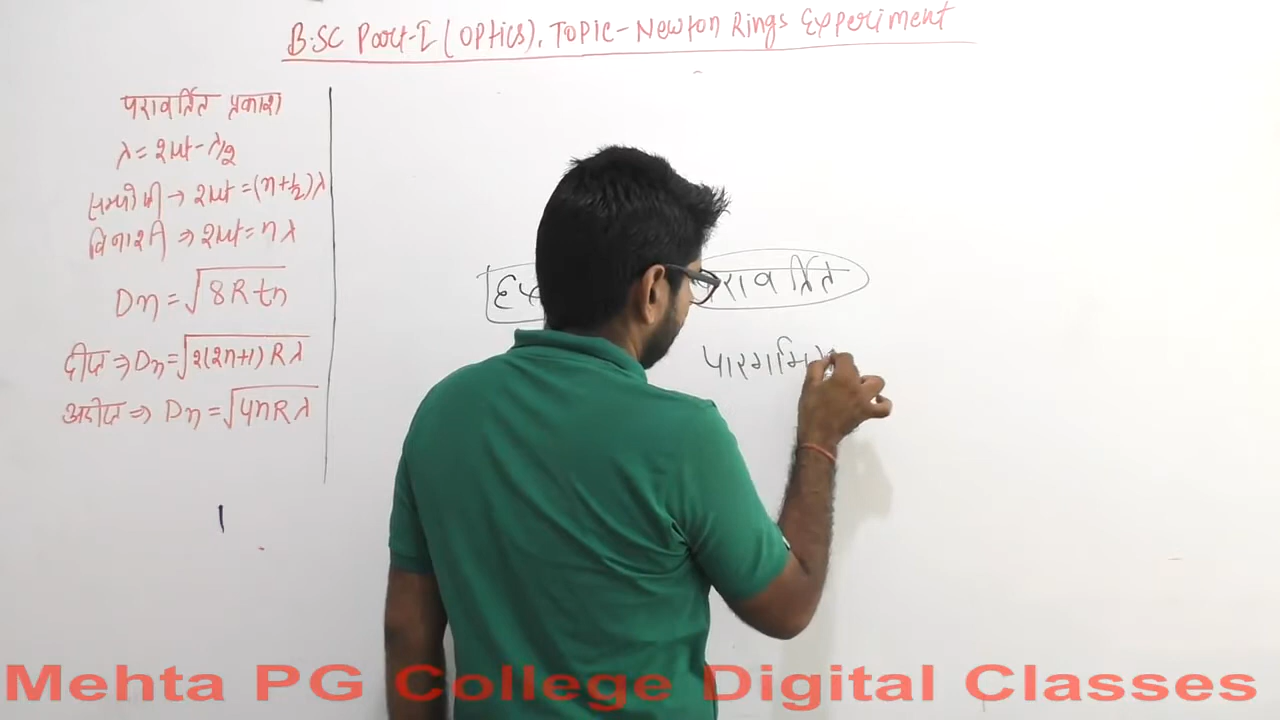 B.SC Part-I (Optics). Topic - Newton Rings Experiment
परावर्तित प्रकाश
λ = 2μt - λ/2
संपोषी → 2μt = (n+1/2)λ
विनाशी ⇒ 2μt = nλ
Dn = √8Rtn
दीप्त ⇒ Dn = √2(2n+1)Rλ
अदीप्त ⇒ Dn = √4nRλ
परावर्तित
Mehta PG College Digital Classes